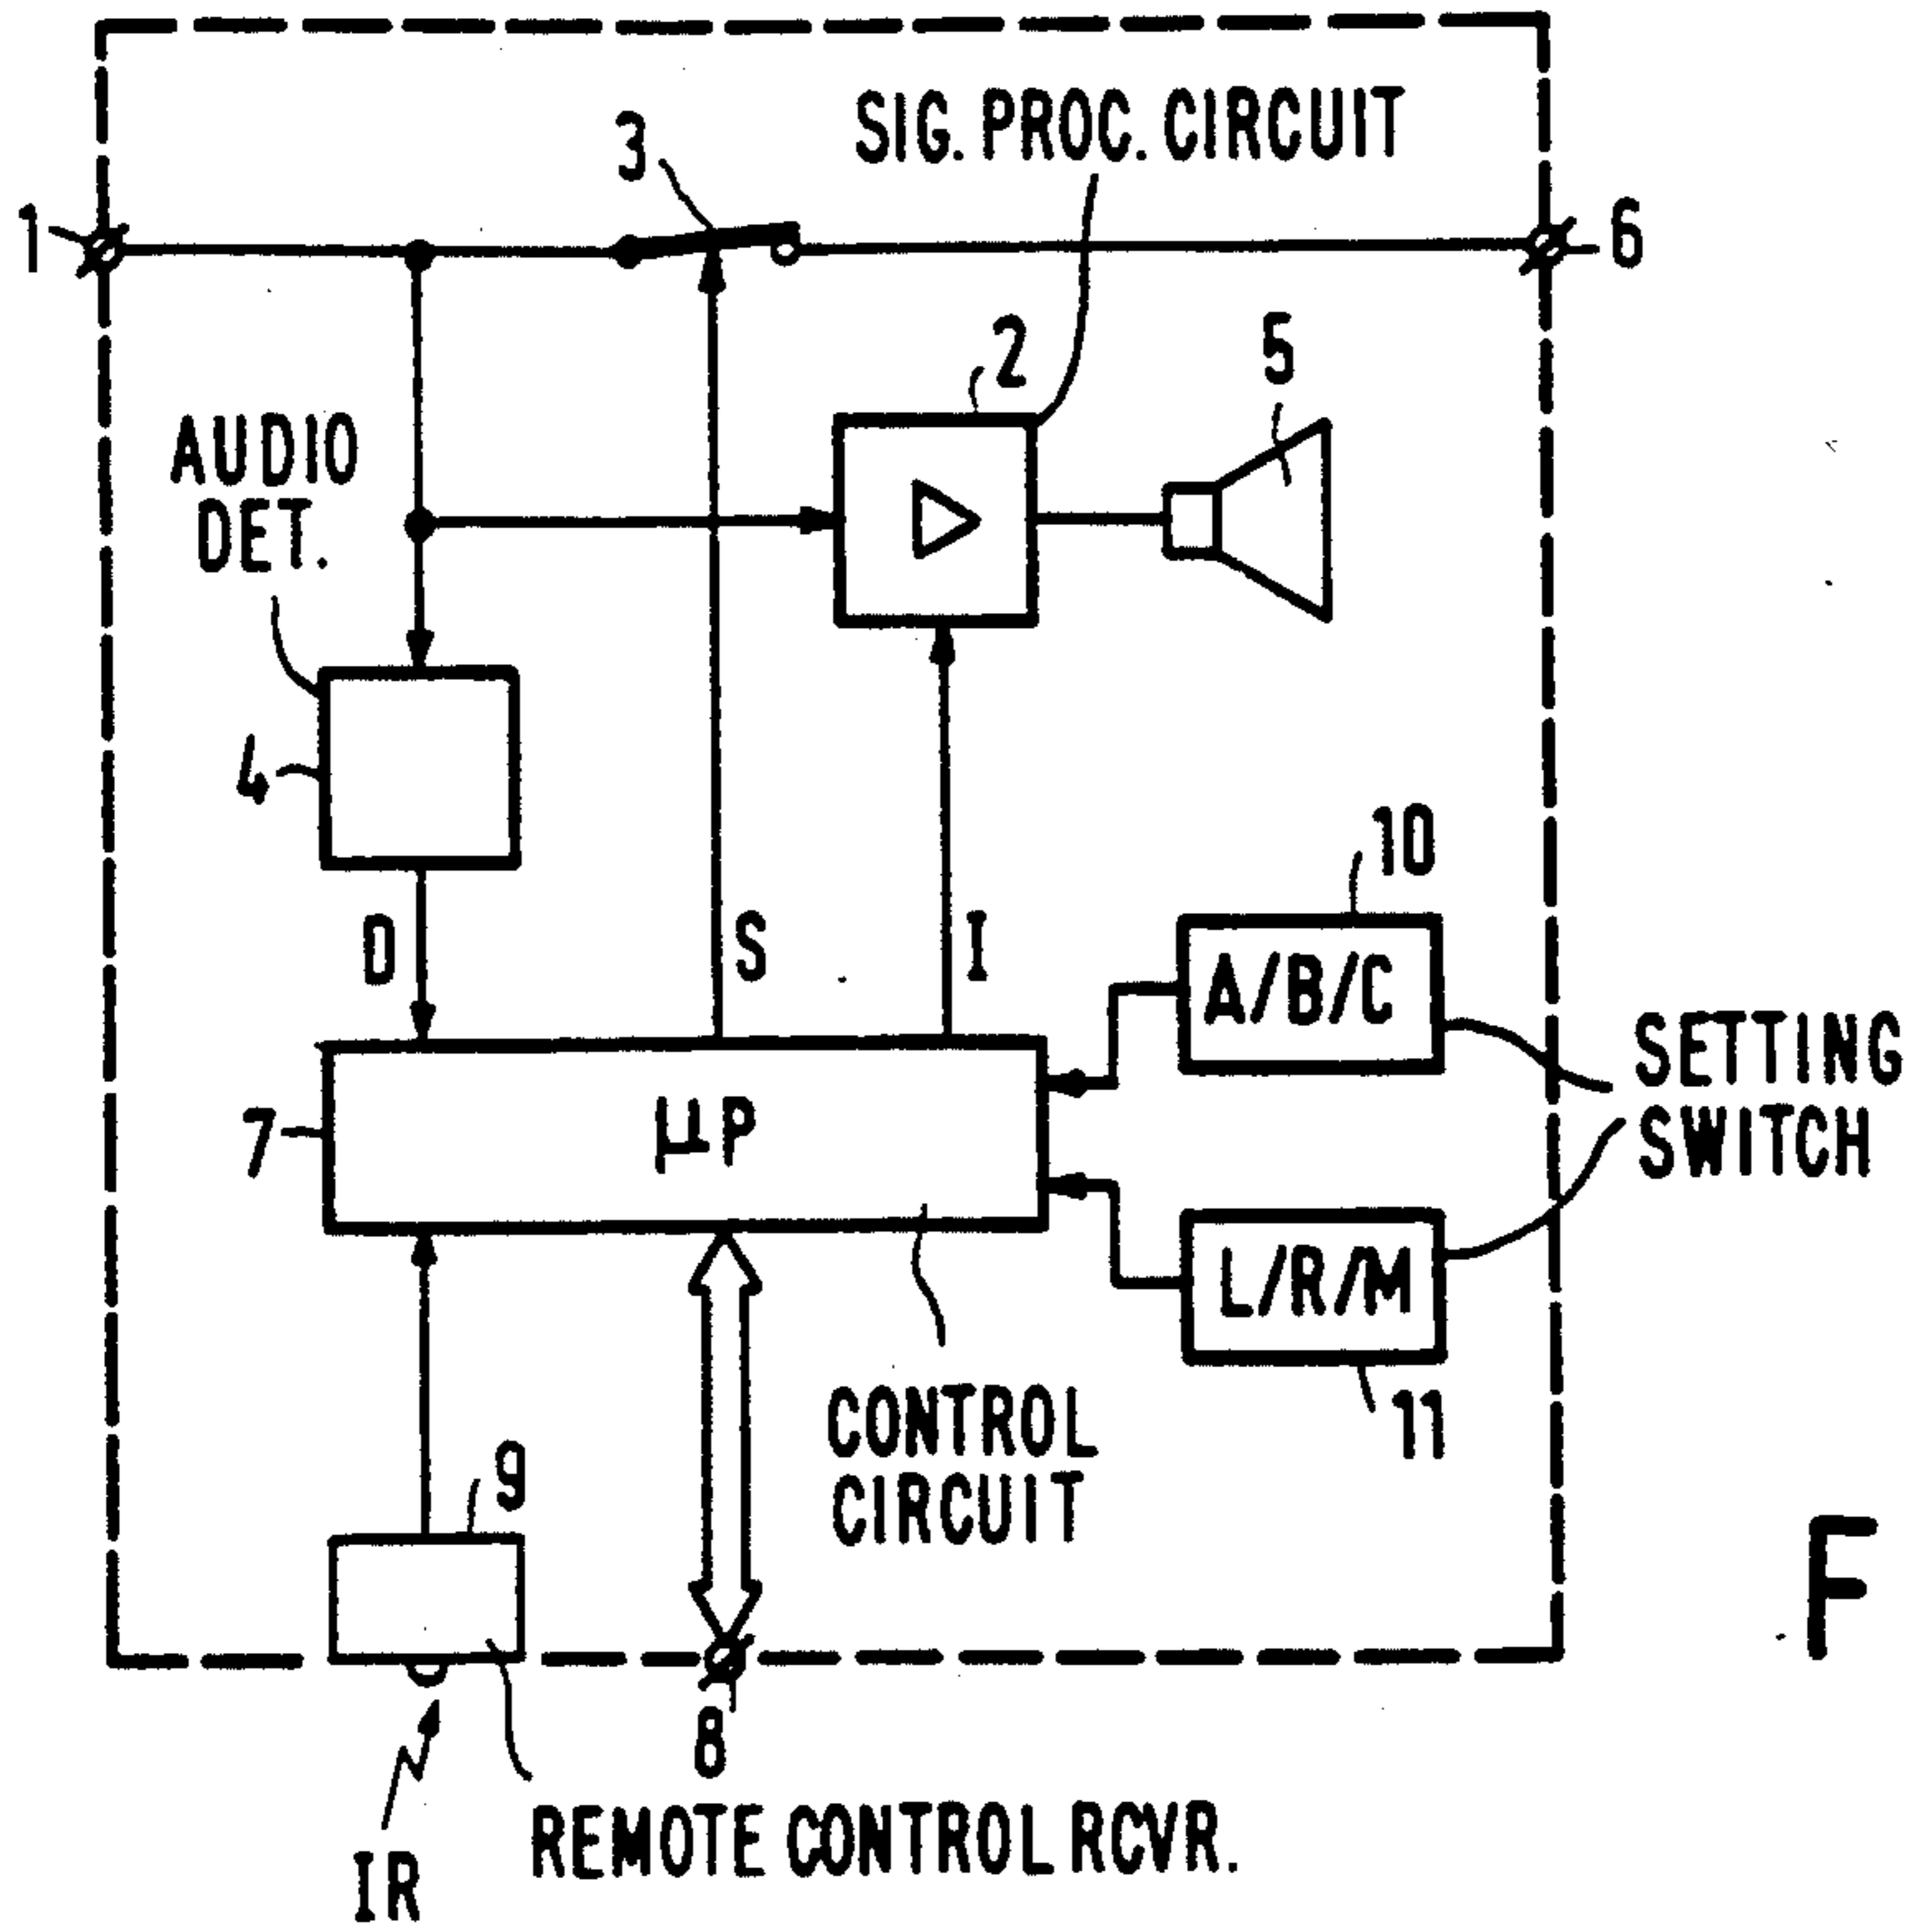 SIG. PROC. CIRCUIT
3
1
6
2
5
AUDIO
DET.
4
10
D
S
I
A/B/C
SETTING
SWITCH
7
μP
L/R/M
11
CONTROL
CIRCUIT
9
F
8
REMOTE CONTROL RCVR.
IR